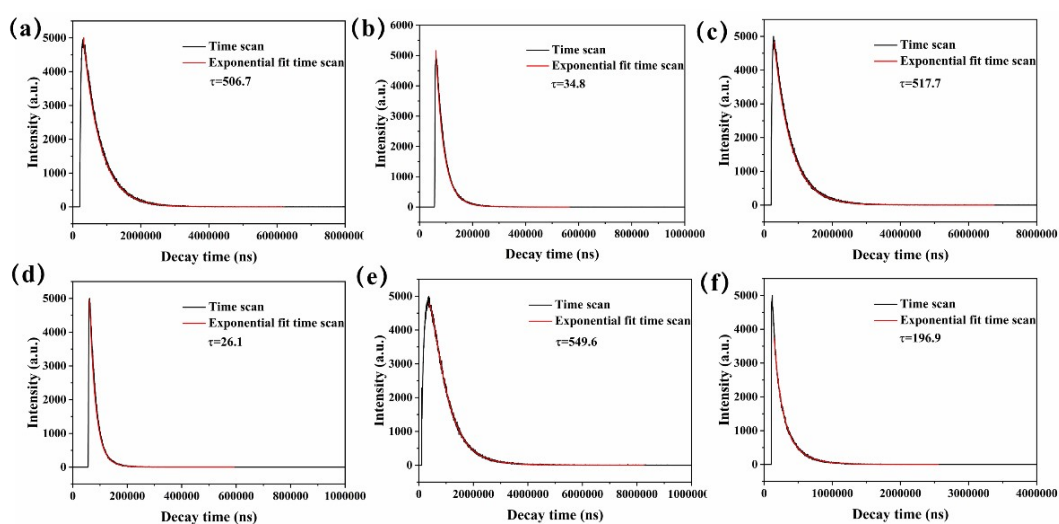 (a)
5000
4000
3000
2000
1000
0
Intensity (a.u.)
Time scan
Exponential fit time scan
τ=506.7
0 2000000 4000000 6000000
Decay time (ns)
(b)
6000
5000
4000
3000
2000
1000
0
Intensity (a.u.)
Time scan
Exponential fit time scan
τ=34.8
0 200000 400000 600000 800000 1000000
Decay time (ns)
(c)
5000
4000
3000
2000
1000
0
Intensity (a.u.)
Time scan
Exponential fit time scan
τ=517.7
0 2000000 4000000 6000000 8000000
Decay time (ns)
(d)
5000
4000
3000
2000
1000
0
Intensity (a.u.)
Time scan
Exponential fit time scan
τ=26.1
0 200000 400000 600000 800000
Decay time (ns)
(e)
5000
4000
3000
2000
1000
0
Intensity (a.u.)
Time scan
Exponential fit time scan
τ=549.6
0 2000000 4000000 6000000 8000000
Decay time (ns)
(f)
5000
4000
3000
2000
1000
0
Intensity (a.u.)
Time scan
Exponential fit time scan
τ=196.9
0 1000000 2000000 3000000 4000000
Decay time (ns)